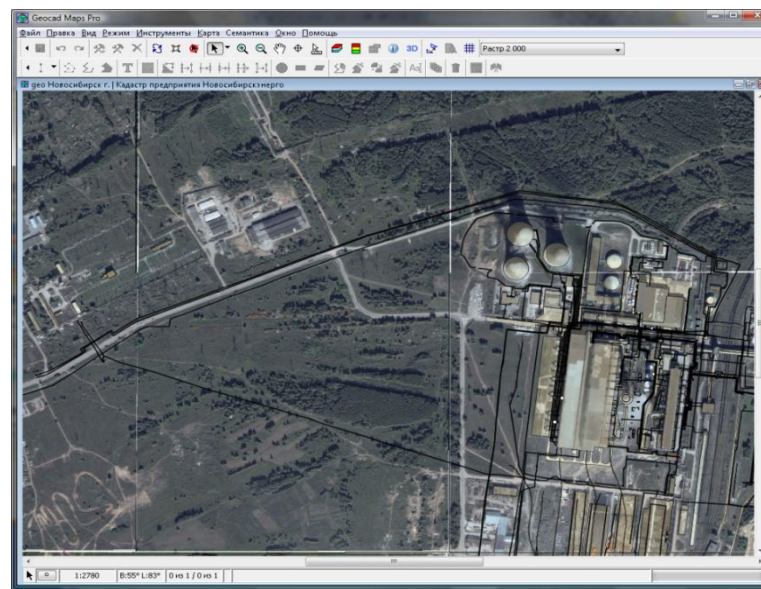 Geocad Maps Pro
Файл Правка Вид Режим Инструменты Карта Семантика Окно Помощь
3D Растр 2 000
T
geo Новосибирск г. | Кадастр предприятия Новосибирскэнерго
1:2780 B:55° L:83° 0 из 1 / 0 из 1